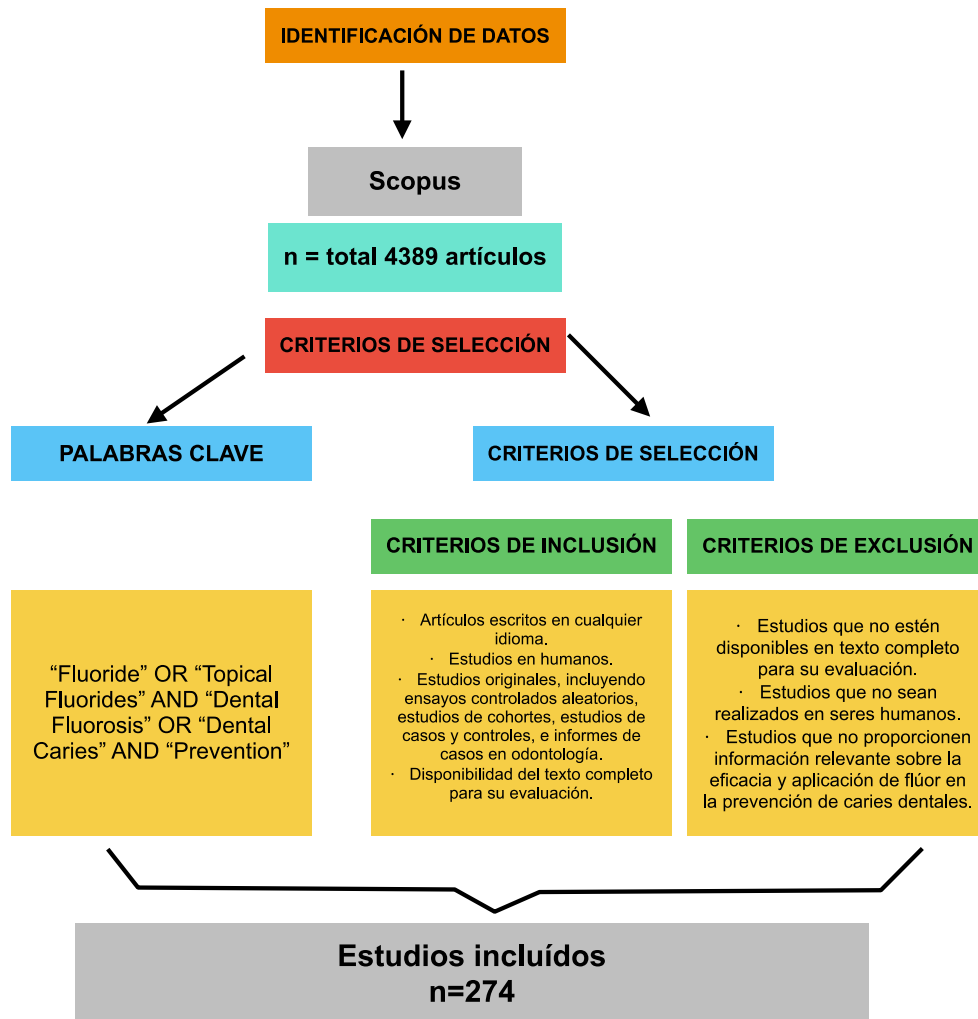 IDENTIFICACIÓN DE DATOS
Scopus
n = total 4389 artículos
CRITERIOS DE SELECCIÓN
PALABRAS CLAVE
CRITERIOS DE SELECCIÓN
CRITERIOS DE INCLUSIÓN
CRITERIOS DE EXCLUSIÓN
“Fluoride” OR “Topical
Fluorides” AND “Dental
Fluorosis” OR “Dental
Caries” AND “Prevention”
· Artículos escritos en cualquier
idioma.
· Estudios en humanos.
· Estudios originales, incluyendo
ensayos controlados aleatorios,
estudios de cohortes, estudios de
casos y controles, e informes de
casos en odontología.
· Disponibilidad del texto completo
para su evaluación.
· Estudios que no estén
disponibles en texto completo
para su evaluación.
· Estudios que no sean
realizados en seres humanos.
· Estudios que no proporcionen
información relevante sobre la
eficacia y aplicación de flúor en
la prevención de caries dentales.
Estudios incluídos
n=274